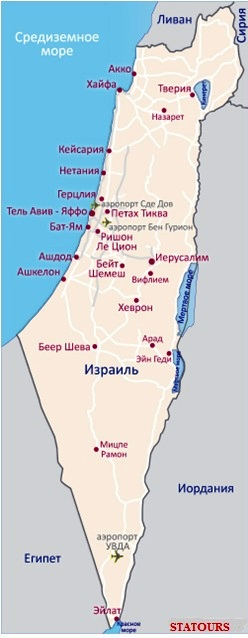 Ливан
Сирия
Средиземное
море
Акко
Хайфа
Тверия
Кинерет
Назарет
Кейсария
Нетания
Герцлия
аэропорт Сде Дов
Тель Авив - Яффо
Петах Тиква
аэропорт Бен Гурион
Бат-Ям
Ришон
Ле Цион
Ашдод
Бейт
Шемеш
Иерусалим
Ашкелон
Вифлием
Хеврон
Мертвое море
Беер Шева
Арад
Эйн Геди
Мертвое море
Израиль
Мицпе
Рамон
Иордания
аэропорт
УВДА
Египет
Эйлат
Красное
море
STATOURS